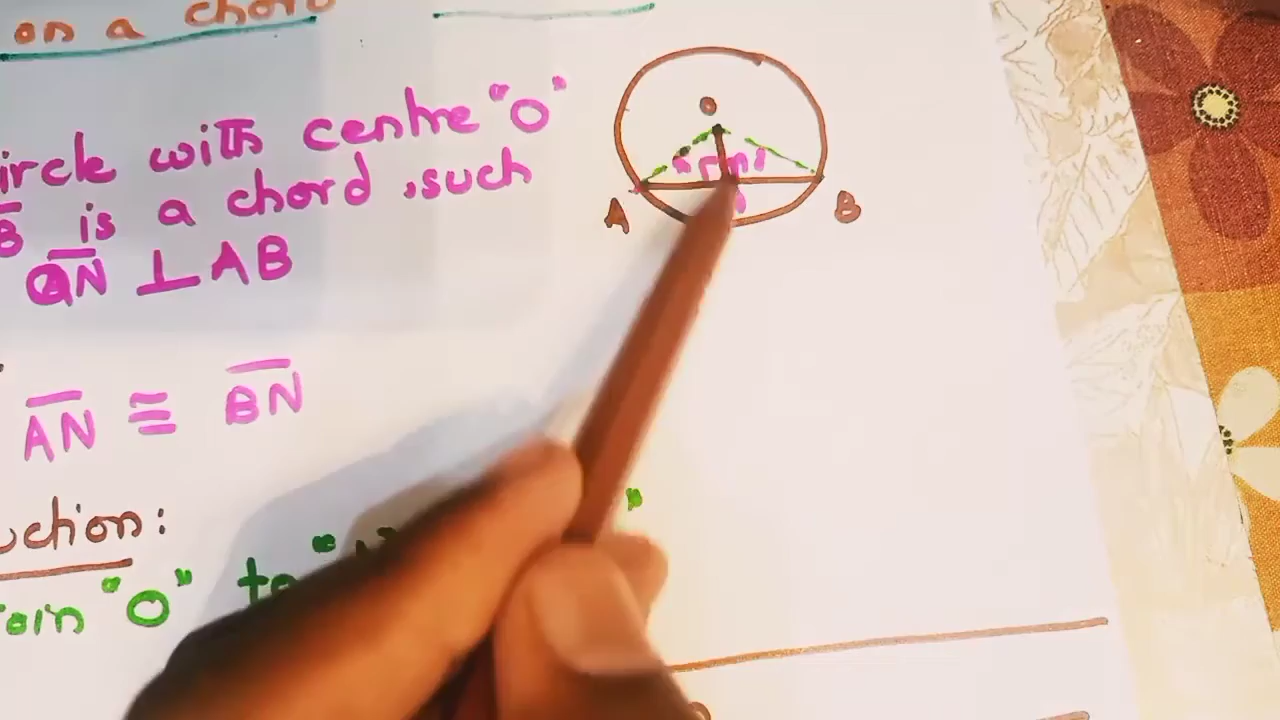 on a chord
ircle with centre "O"
B is a chord, such
ON ⊥ AB
AN ≅ BN
uction:
oin "O" to "
O
A
B